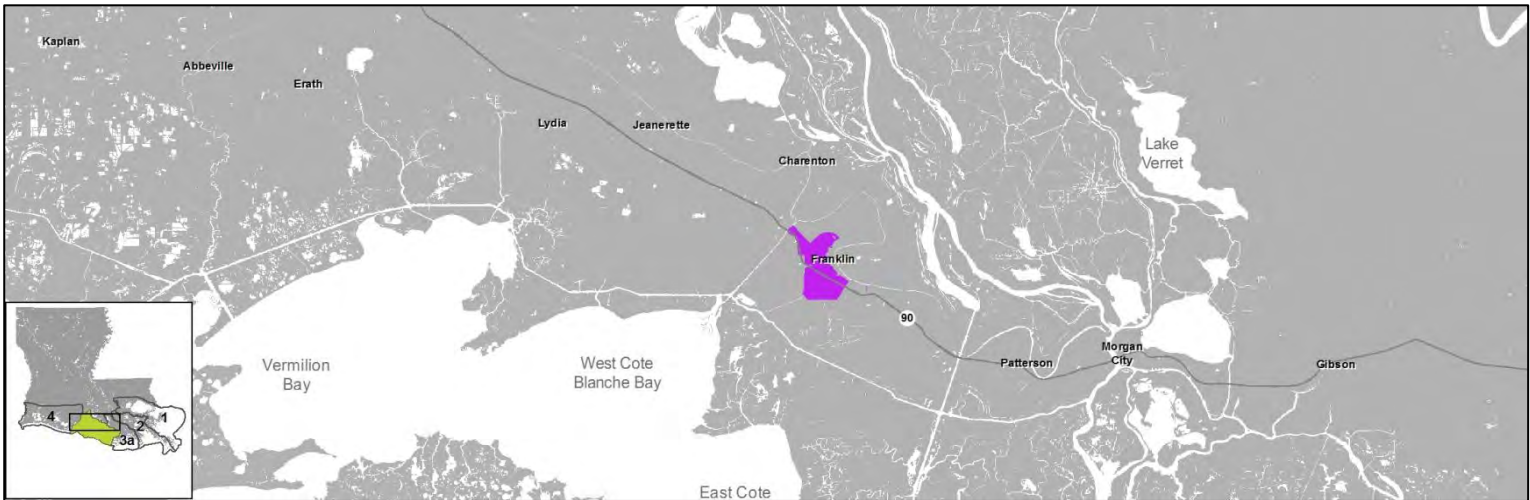 Kaplan
Abbeville
Erath
Lydia
Jeanerette
Charenton
Lake
Verret
Franklin
90
Vermilion
Bay
West Cote
Blanche Bay
Patterson
Morgan
City
Gibson
4
1
2
3a
East Cote